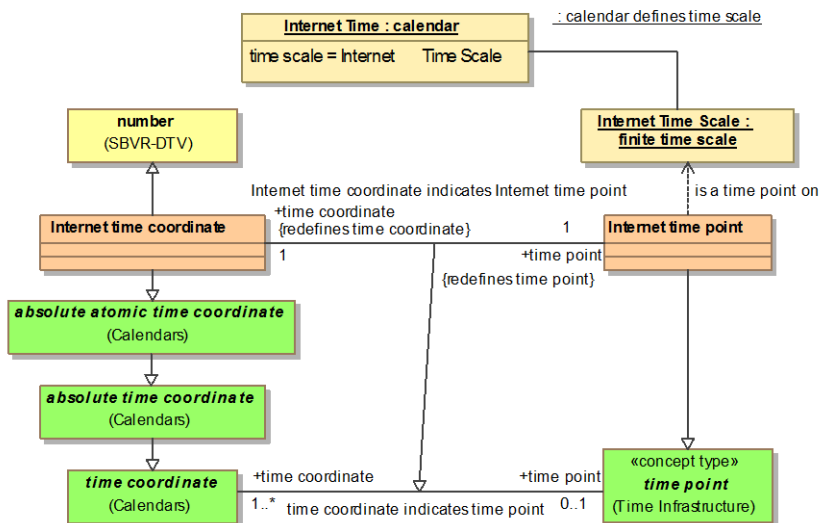 : calendar defines time scale
Internet Time : calendar
time scale = Internet Time Scale
number
(SBVR-DTV)
Internet Time Scale :
finite time scale
Internet time coordinate indicates Internet time point
is a time point on
+time coordinate
{redefines time coordinate}
1
1
Internet time coordinate
Internet time point
+time point
{redefines time point}
absolute atomic time coordinate
(Calendars)
absolute time coordinate
(Calendars)
time coordinate
(Calendars)
+time coordinate
+time point
1..*
time coordinate indicates time point
0..1
«concept type»
time point
(Time Infrastructure)